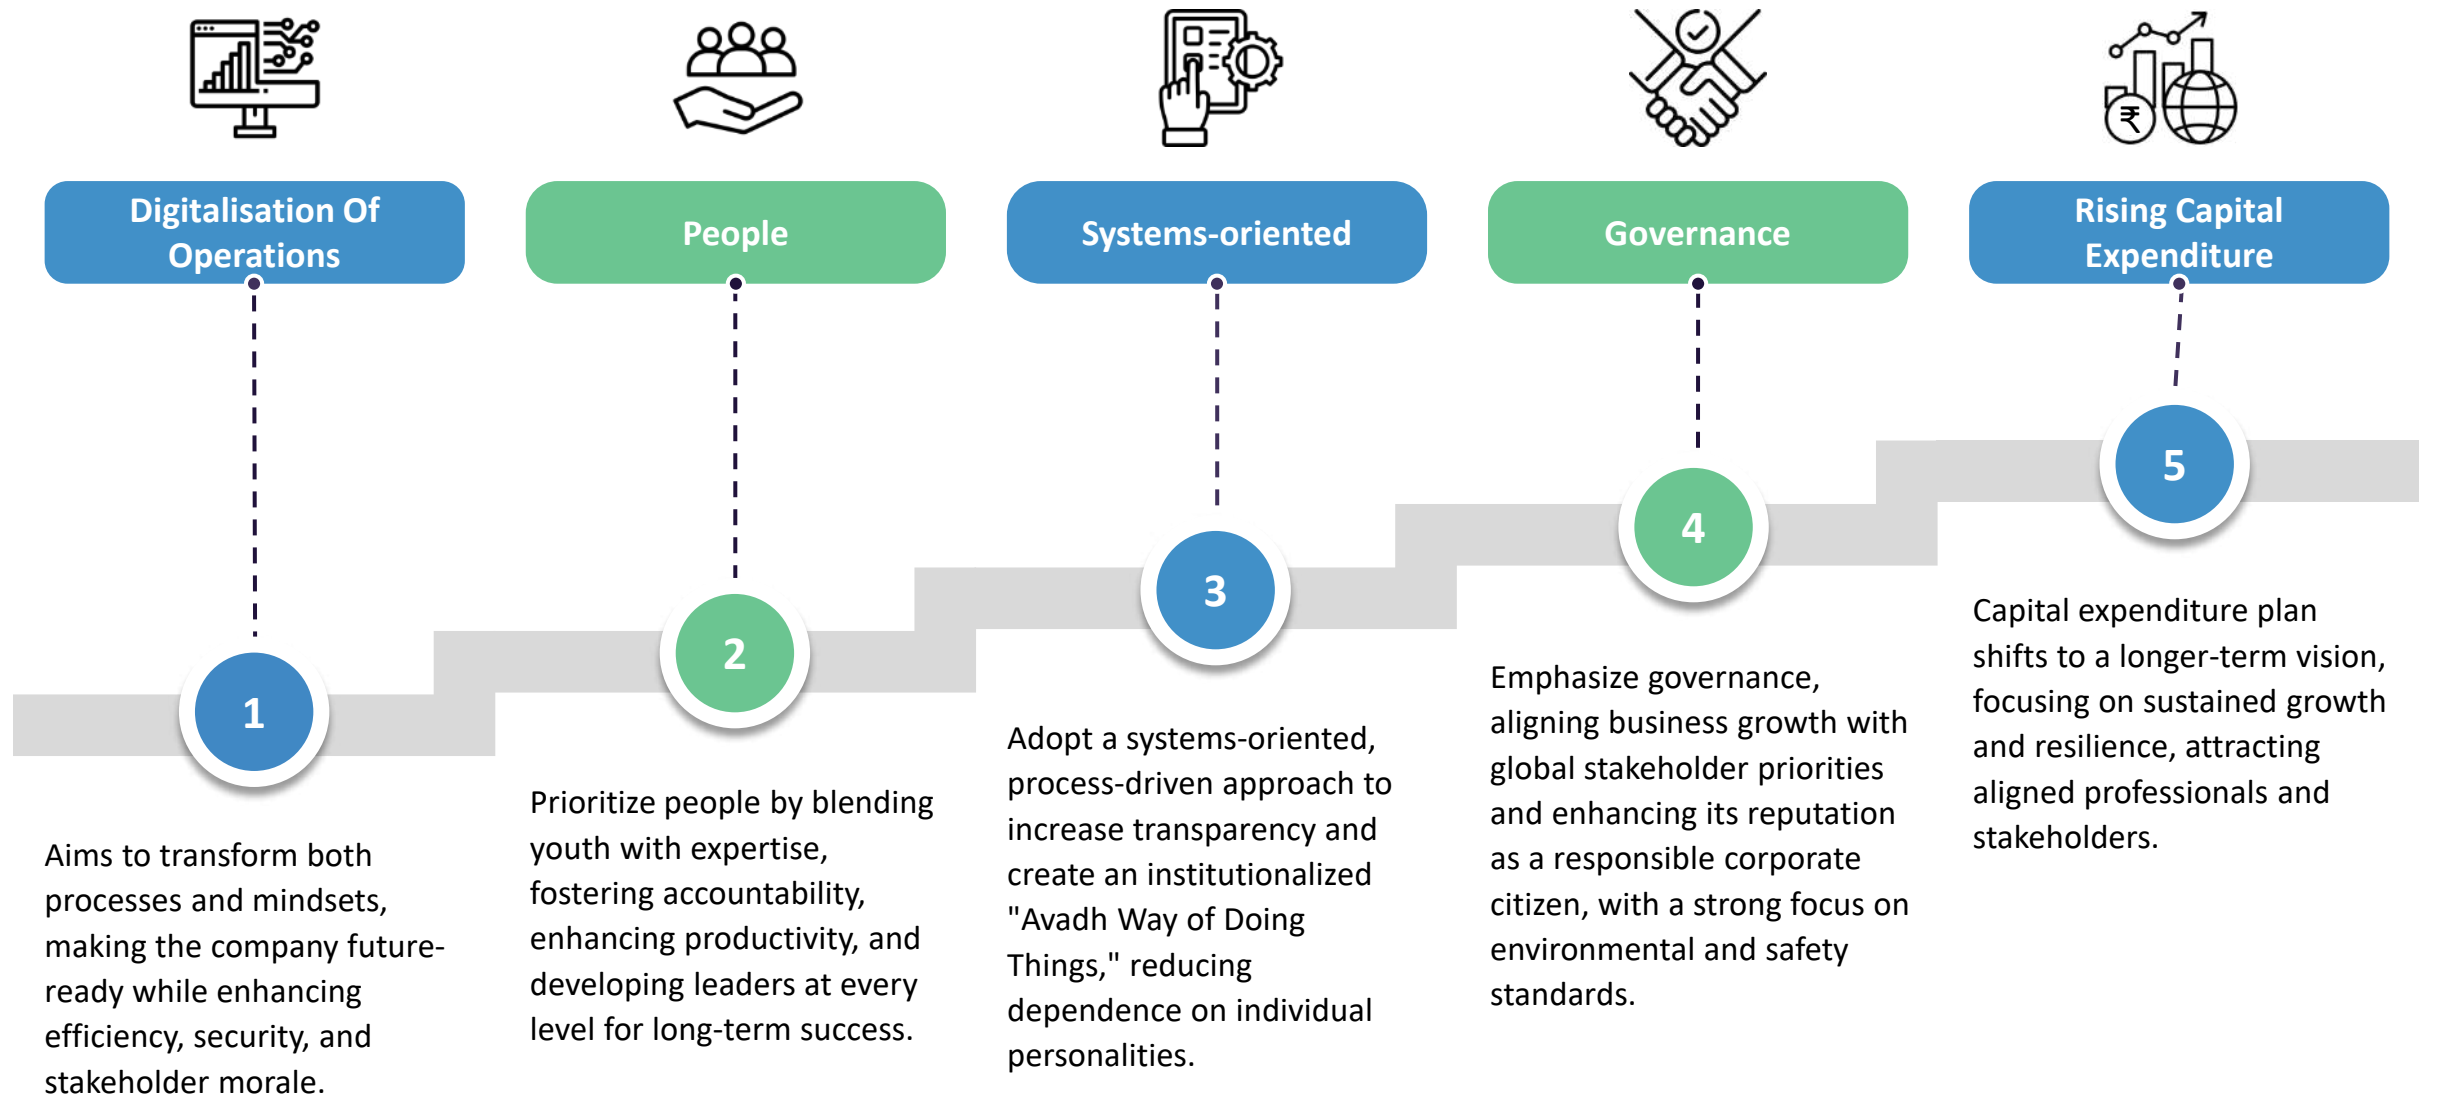 Digitalisation Of
Operations
1
Aims to transform both
processes and mindsets,
making the company future-
ready while enhancing
efficiency, security, and
stakeholder morale.
People
2
Prioritize people by blending
youth with expertise,
fostering accountability,
enhancing productivity, and
developing leaders at every
level for long-term success.
Systems-oriented
3
Adopt a systems-oriented,
process-driven approach to
increase transparency and
create an institutionalized
"Avadh Way of Doing
Things," reducing
dependence on individual
personalities.
Governance
4
Emphasize governance,
aligning business growth with
global stakeholder priorities
and enhancing its reputation
as a responsible corporate
citizen, with a strong focus on
environmental and safety
standards.
₹
Rising Capital
Expenditure
5
Capital expenditure plan
shifts to a longer-term vision,
focusing on sustained growth
and resilience, attracting
aligned professionals and
stakeholders.